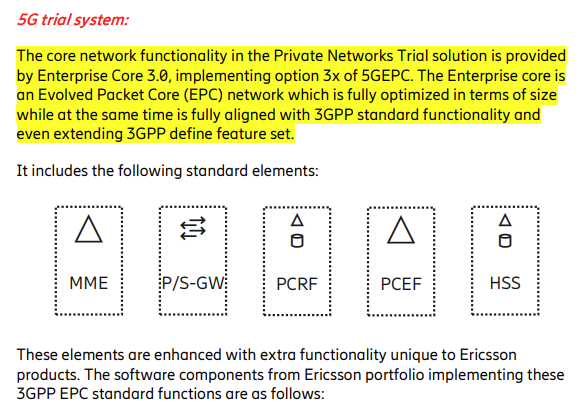 5G trial system:
The core network functionality in the Private Networks Trial solution is provided
by Enterprise Core 3.0, implementing option 3x of 5GEPC. The Enterprise core is
an Evolved Packet Core (EPC) network which is fully optimized in terms of size
while at the same time is fully aligned with 3GPP standard functionality and
even extending 3GPP define feature set.
It includes the following standard elements:
MME P/S-GW PCRF PCEF HSS
These elements are enhanced with extra functionality unique to Ericsson
products. The software components from Ericsson portfolio implementing these
3GPP EPC standard functions are as follows: